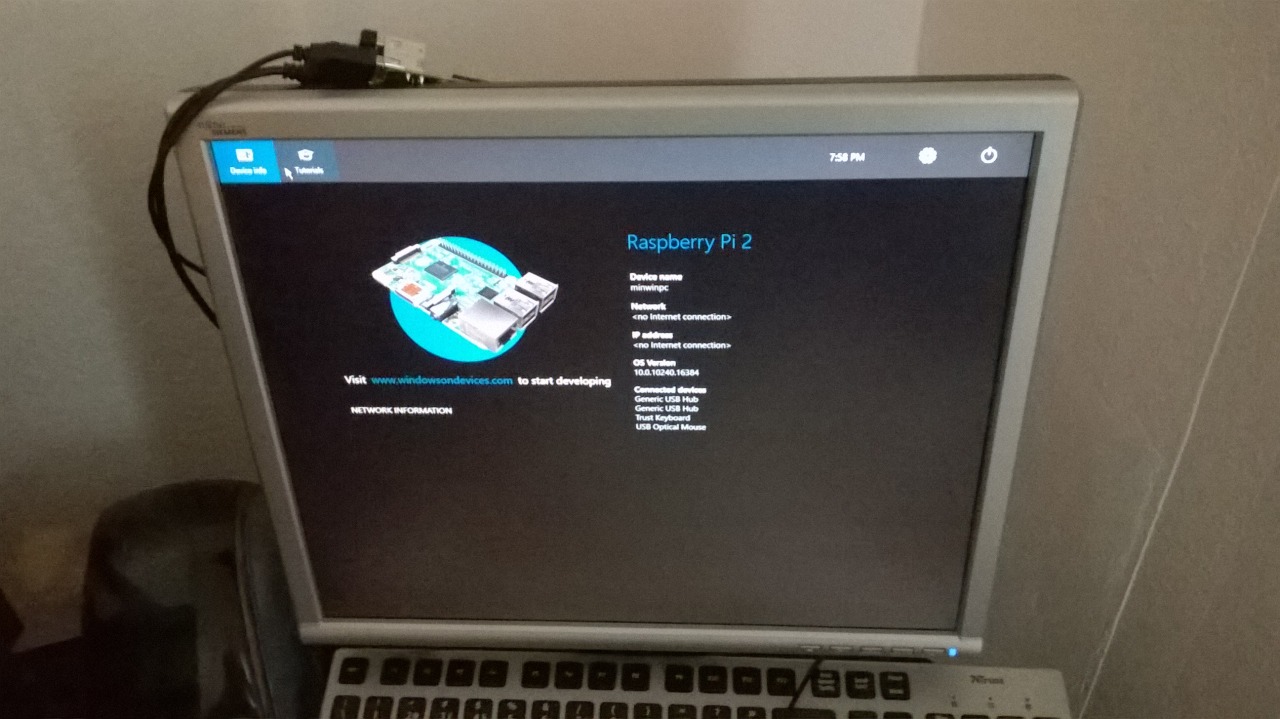 SIEMENS
Device info
Tutorials
7:58 PM
Raspberry Pi 2
Device name
minwinpc
Network
<no Internet connection>
IP address
<no Internet connection>
OS Version
10.0.10240.16384
Connected devices
Generic USB Hub
Generic USB Hub
Trust Keyboard
USB Optical Mouse
Visit www.windowsondevices.com to start developing
NETWORK INFORMATION
Trust